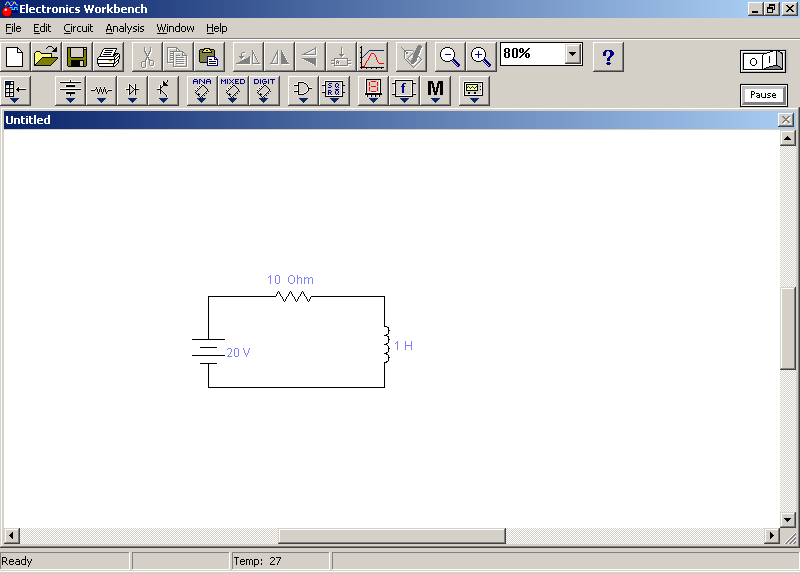 Electronics Workbench
File Edit Circuit Analysis Window Help
80%
?
O I
ANA MIXED DIGIT
f M
Pause
Untitled
10 Ohm
20 V
1 H
Ready
Temp: 27